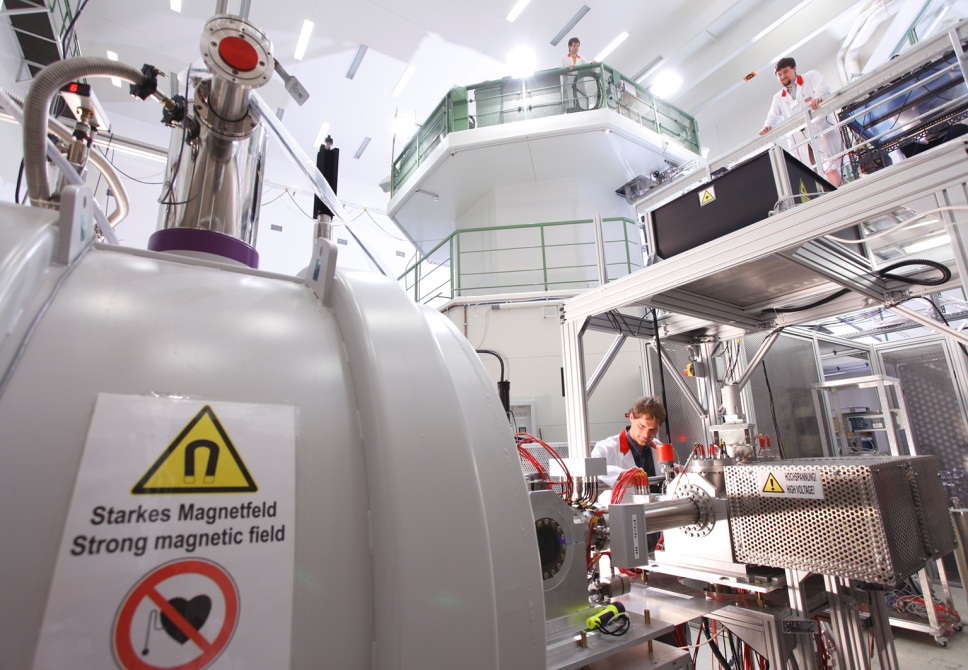 Starkes Magnetfeld
Strong magnetic field
HOCHSPANNUNG!
HIGH VOLTAGE!